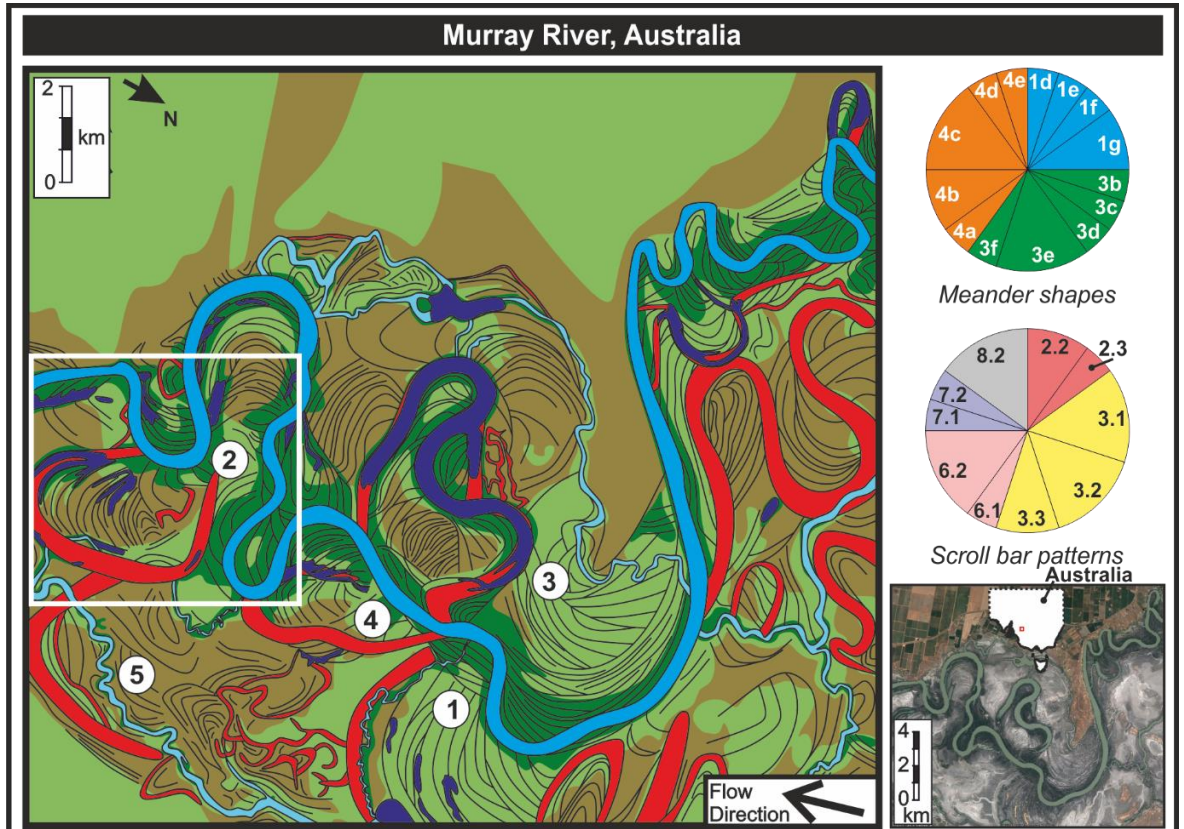 Murray River, Australia
2
km
0
N
2
3
4
5
1
Flow
Direction
4e
1d
4d
1e
1f
4c
1g
3b
4b
3c
4a
3d
3f
3e
Meander shapes
8.2
2.2
2.3
7.2
3.1
7.1
6.2
3.2
6.1
3.3
Scroll bar patterns
Australia
4
2
0
km